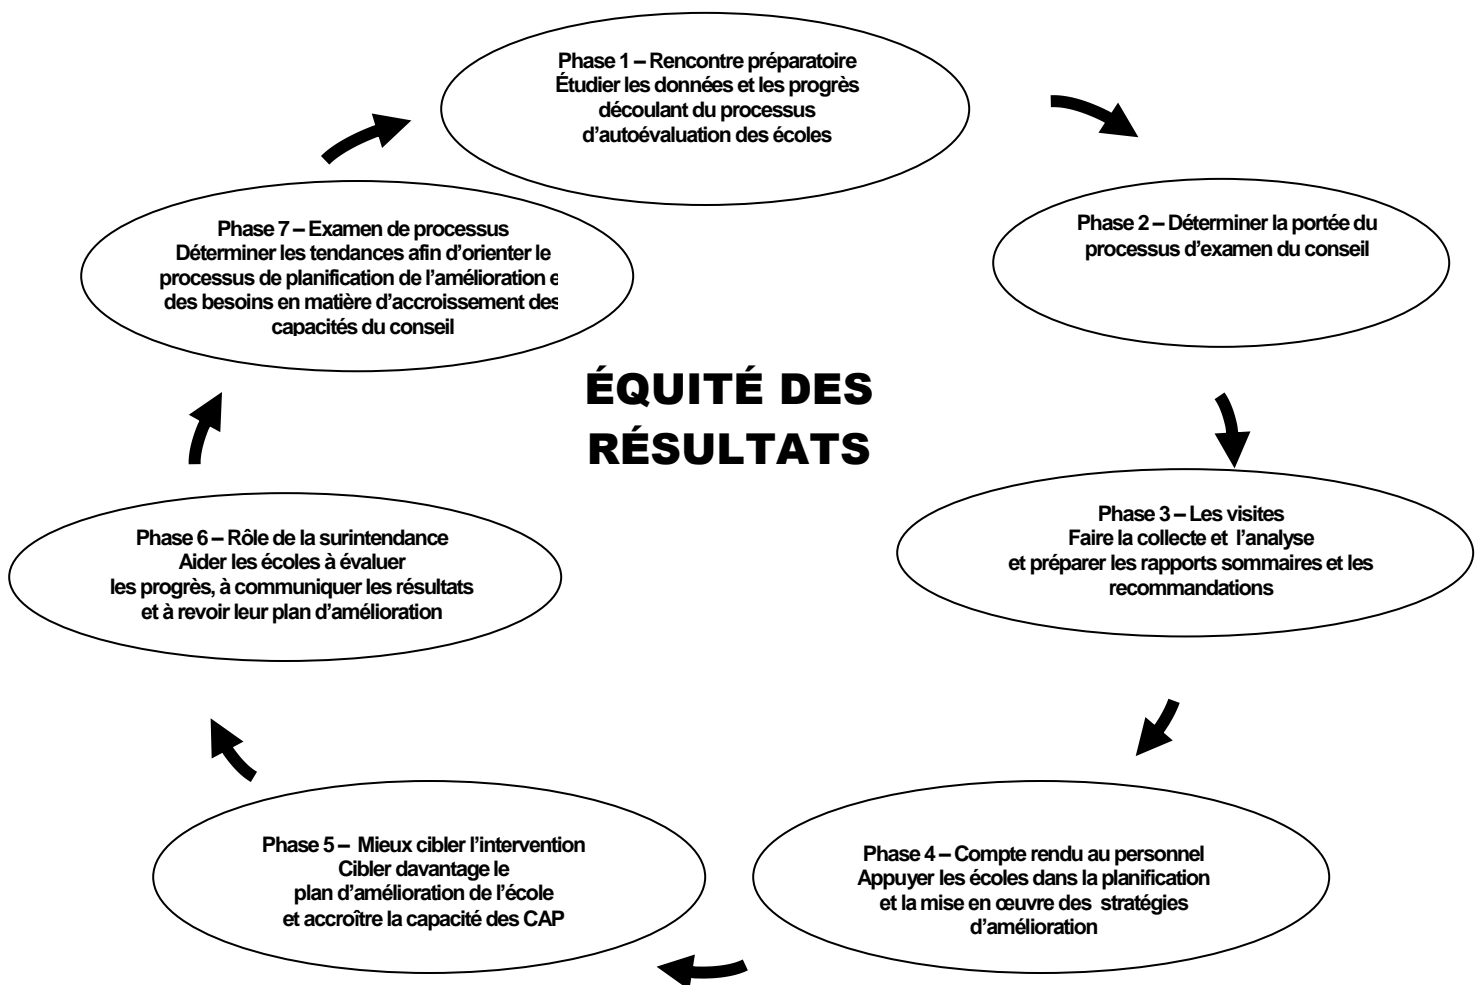 Phase 1 – Rencontre préparatoire
Étudier les données et les progrès
découlant du processus
d'autoévaluation des écoles
Phase 2 – Déterminer la portée du
processus d'examen du conseil
Phase 3 – Les visites
Faire la collecte et l'analyse
et préparer les rapports sommaires et les
recommandations
Phase 4 – Compte rendu au personnel
Appuyer les écoles dans la planification
et la mise en œuvre des stratégies
d'amélioration
Phase 5 – Mieux cibler l'intervention
Cibler davantage le
plan d'amélioration de l'école
et accroître la capacité des CAP
Phase 6 – Rôle de la surintendance
Aider les écoles à évaluer
les progrès, à communiquer les résultats
et à revoir leur plan d'amélioration
Phase 7 – Examen de processus
Déterminer les tendances afin d'orienter le
processus de planification de l'amélioration e
des besoins en matière d'accroissement des
capacités du conseil
ÉQUITÉ DES
RÉSULTATS